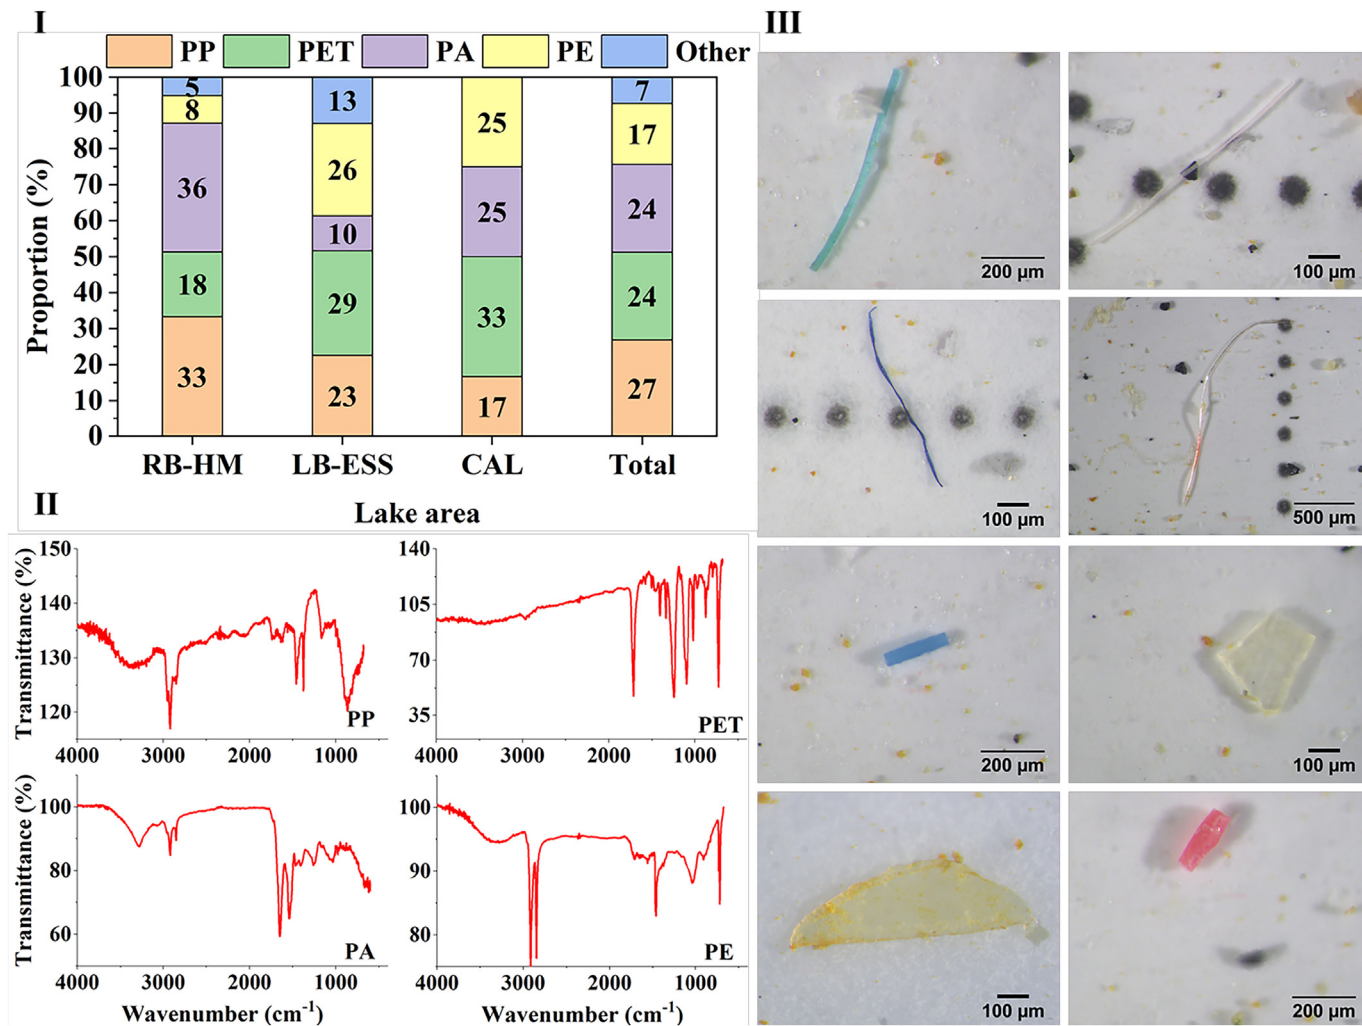 I
PP PET PA PE Other
Proportion (%)
100
90
80
70
60
50
40
30
20
10
0
5
8
36
18
33
13
26
10
29
23
25
25
33
17
7
17
24
24
27
RB-HM LB-ESS CAL Total
Lake area
II
Transmittance (%)
150
140
130
120
PP
4000 3000 2000 1000
140
105
70
35
PET
4000 3000 2000 1000
Transmittance (%)
100
80
60
PA
4000 3000 2000 1000
Wavenumber (cm-1)
100
90
80
PE
4000 3000 2000 1000
Wavenumber (cm-1)
III
200 μm
100 μm
100 μm
500 μm
200 μm
100 μm
100 μm
200 μm